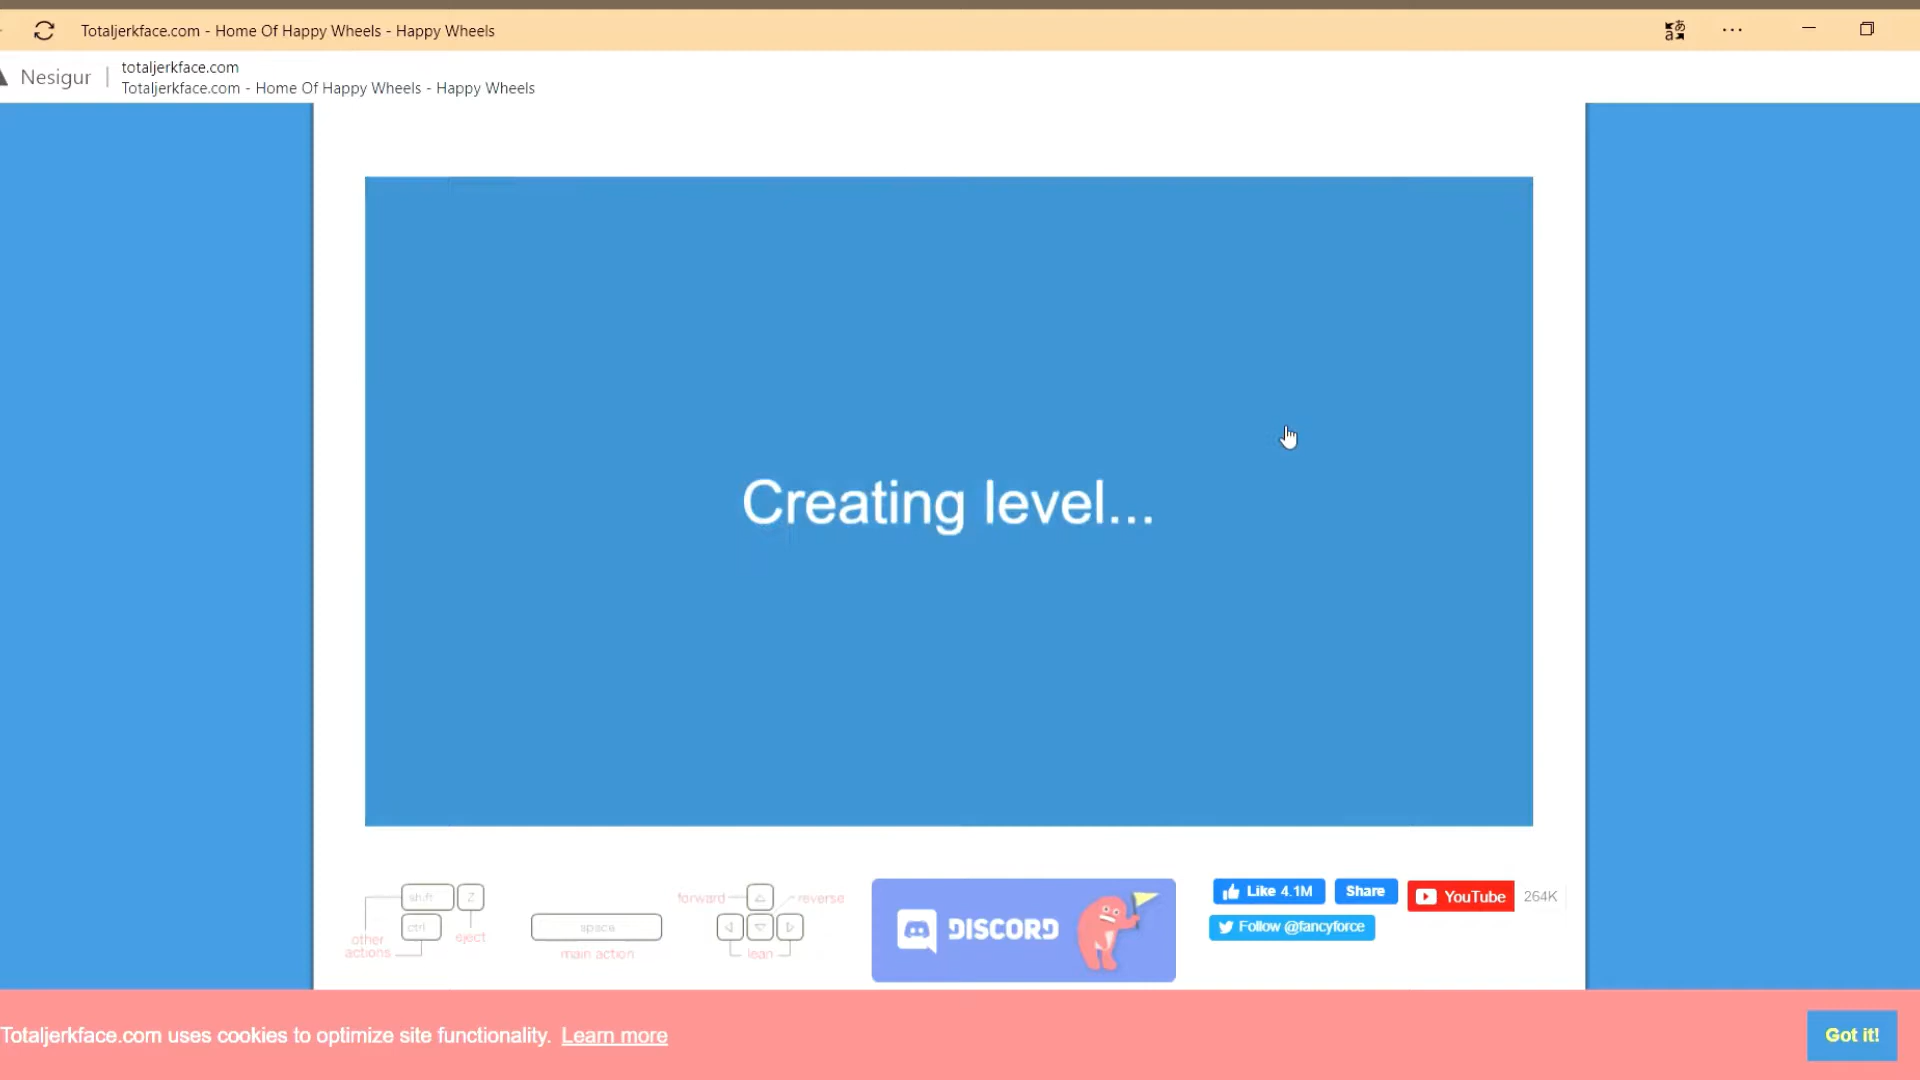 Totaljerkface.com - Home Of Happy Wheels - Happy Wheels
Nesigur
totaljerkface.com
Totaljerkface.com - Home Of Happy Wheels - Happy Wheels
Creating level...
shift
Z
ctrl
other
actions
eject
space
main action
forward
reverse
lean
DISCORD
Like 4.1M
Share
YouTube
264K
Follow @fancyforce
Totaljerkface.com uses cookies to optimize site functionality. Learn more
Got it!